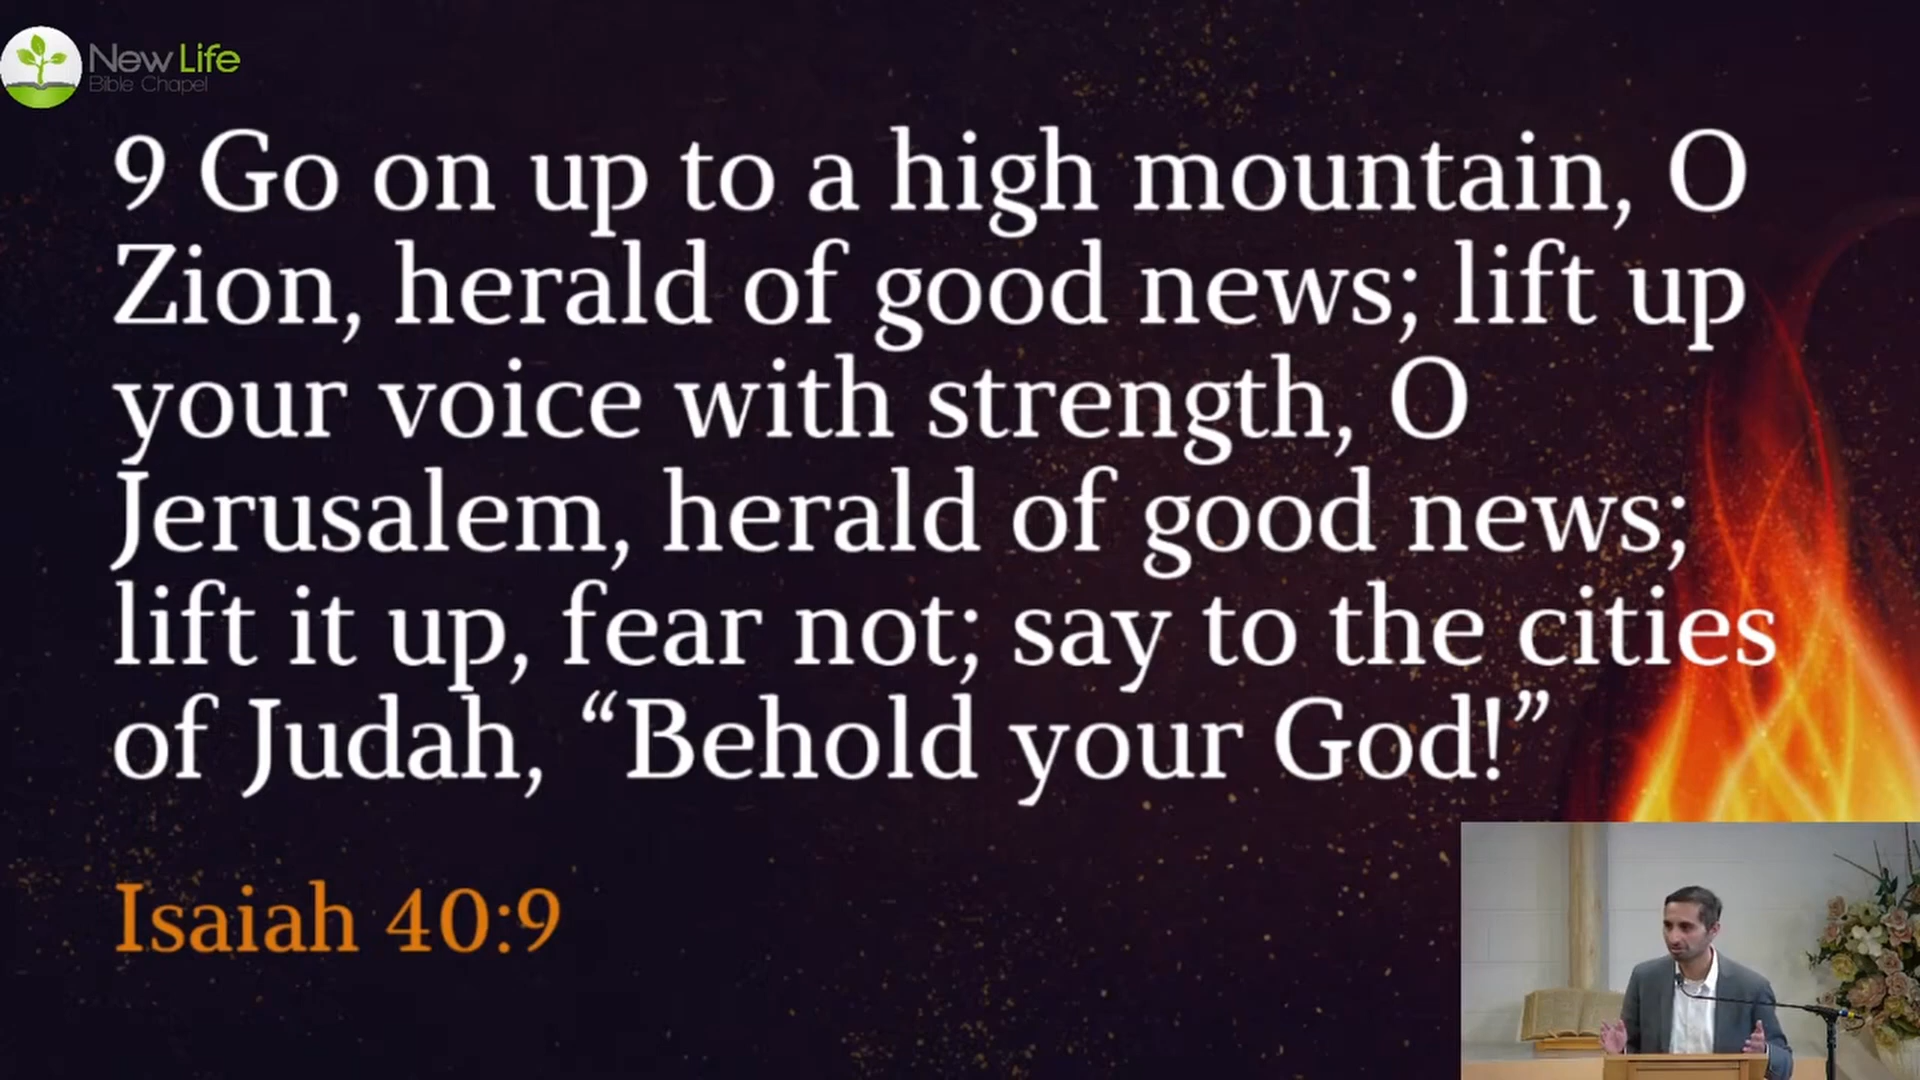 New Life
Bible Chapel
9 Go on up to a high mountain, O
Zion, herald of good news; lift up
your voice with strength, O
Jerusalem, herald of good news;
lift it up, fear not; say to the cities
of Judah, “Behold your God!”
Isaiah 40:9